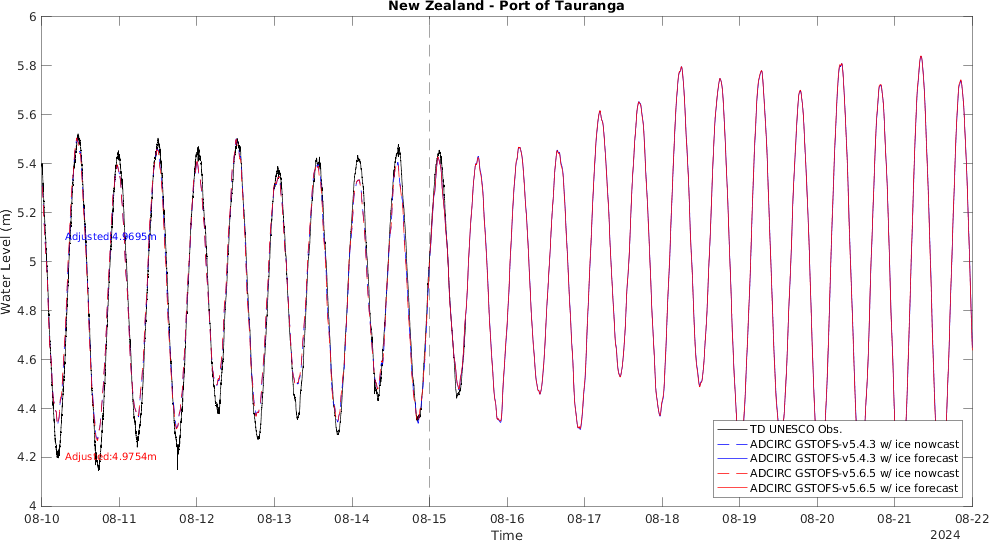 New Zealand - Port of Tauranga
6
5.8
5.6
5.4
5.2
5
4.8
4.6
4.4
4.2
4
Water Level (m)
Adjusted:4.9695m
Adjusted:4.9754m
TD UNESCO Obs.
ADCIRC GSTOFS-v5.4.3 w/ ice nowcast
ADCIRC GSTOFS-v5.4.3 w/ ice forecast
ADCIRC GSTOFS-v5.6.5 w/ ice nowcast
ADCIRC GSTOFS-v5.6.5 w/ ice forecast
08-10 08-11 08-12 08-13 08-14 08-15 08-16 08-17 08-18 08-19 08-20 08-21 08-22
Time
2024